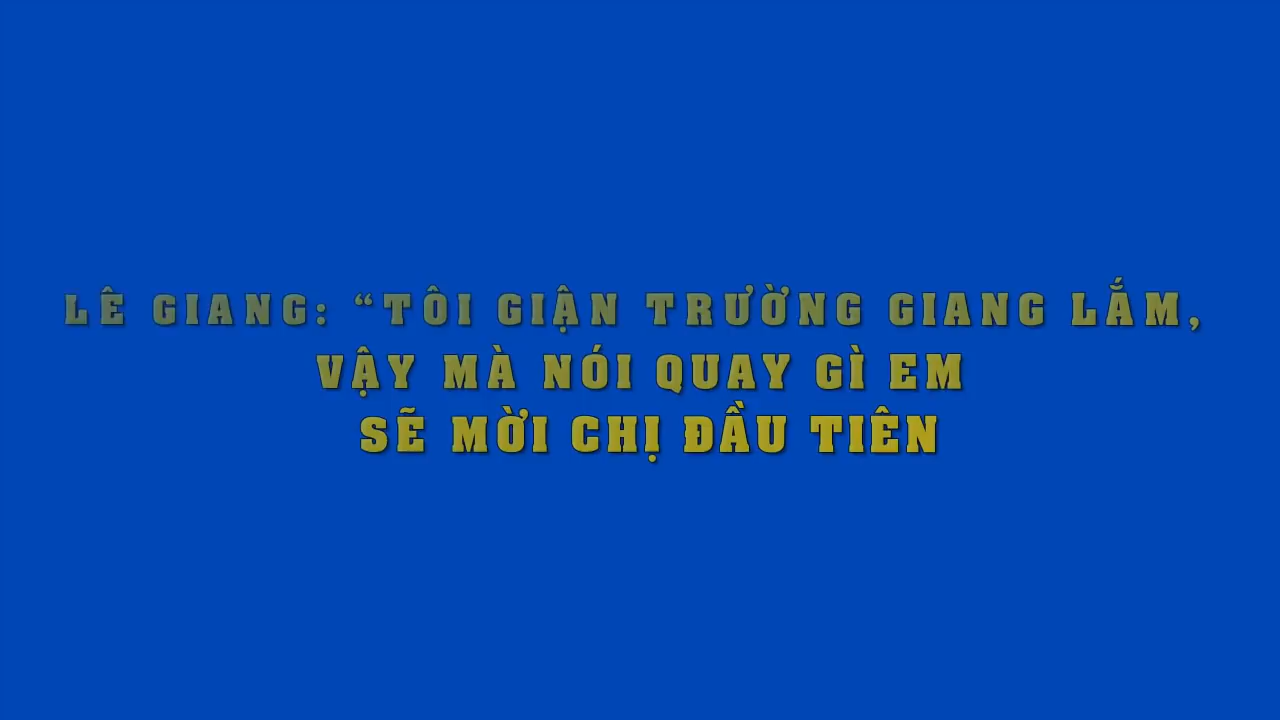 LÊ GIANG: “TÔI GIẬN TRƯỜNG GIANG LẮM,
VẬY MÀ NÓI QUAY GÌ EM
SẼ MỜI CHỊ ĐẦU TIÊN